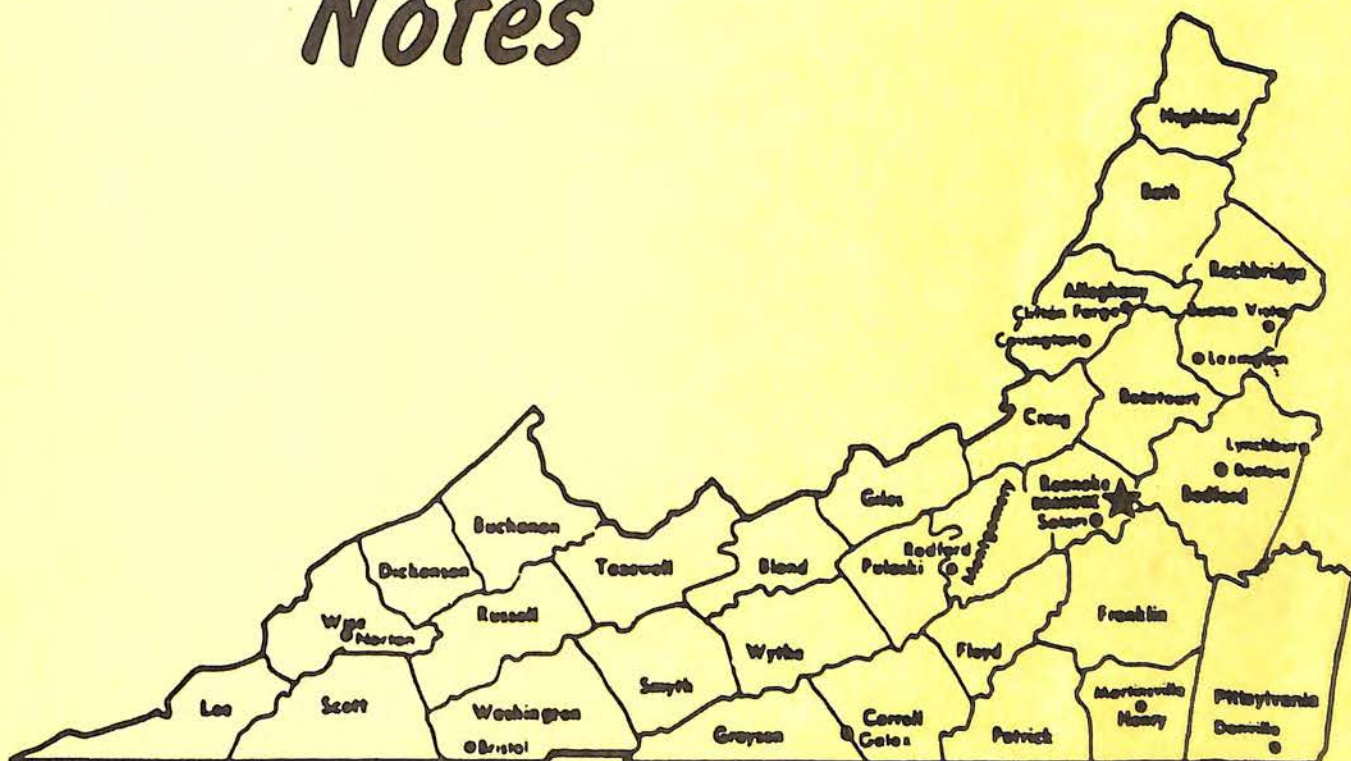 Notes
Highland
Bath
Rockbridge
Alleghany
Clifton Forge
Buena Vista
Covington
Lexington
Craig
Botetourt
Lynchburg
Bedford
Bedford
Giles
Roanoke
Salem
Montgomery
Radford
Pulaski
Buchanan
Dickenson
Tazewell
Bland
Russell
Wise
Norton
Franklin
Wythe
Floyd
Smyth
Lee
Scott
Washington
Bristol
Grayson
Carroll
Galax
Patrick
Martinsville
Henry
Pittsylvania
Danville